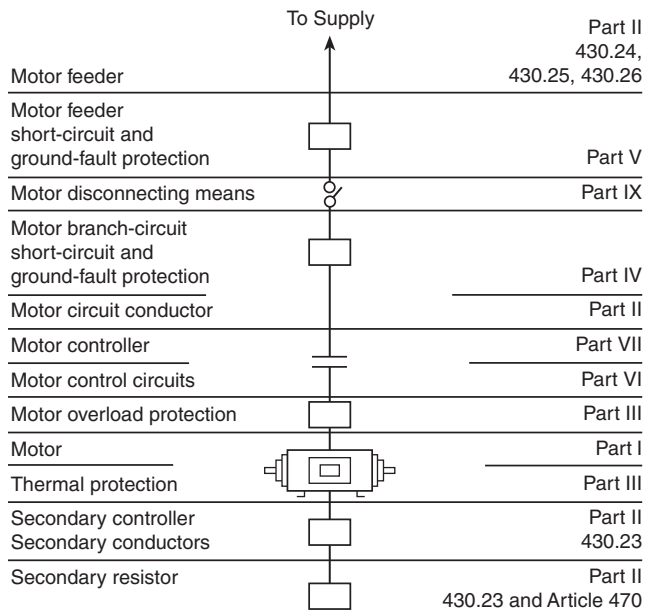 To Supply
Part II
430.24,
Motor feeder 430.25, 430.26
Motor feeder
short-circuit and
ground-fault protection Part V
Motor disconnecting means Part IX
Motor branch-circuit
short-circuit and
ground-fault protection Part IV
Motor circuit conductor Part II
Motor controller Part VII
Motor control circuits Part VI
Motor overload protection Part III
Motor Part I
Thermal protection Part III
Secondary controller Part II
Secondary conductors 430.23
Secondary resistor Part II
430.23 and Article 470